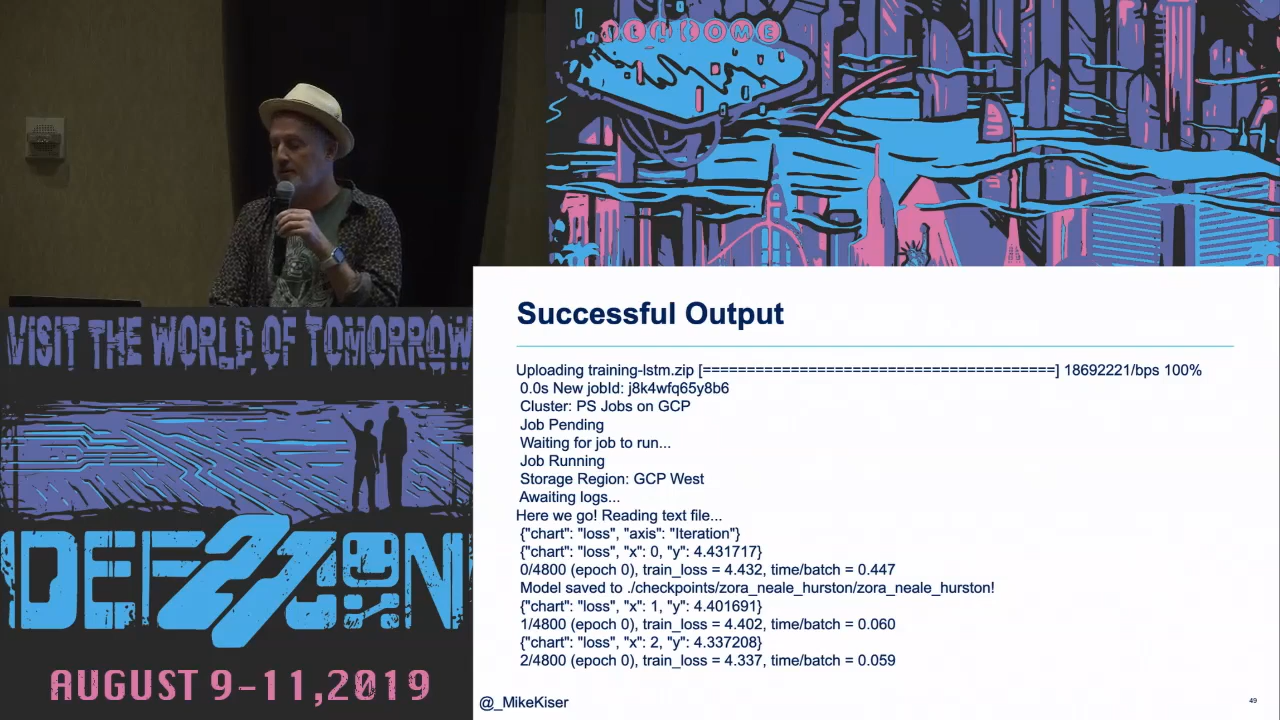 WELCOME
VISIT THE WORLD OF TOMORROW
DEF CON
27
AUGUST 9-11,2019
Successful Output
Uploading training-lstm.zip [========================================] 18692221/bps 100%
0.0s New jobId: j8k4wfq65y8b6
Cluster: PS Jobs on GCP
Job Pending
Waiting for job to run...
Job Running
Storage Region: GCP West
Awaiting logs...
Here we go! Reading text file...
{"chart": "loss", "axis": "Iteration"}
{"chart": "loss", "x": 0, "y": 4.431717}
0/4800 (epoch 0), train_loss = 4.432, time/batch = 0.447
Model saved to ./checkpoints/zora_neale_hurston/zora_neale_hurston!
{"chart": "loss", "x": 1, "y": 4.401691}
1/4800 (epoch 0), train_loss = 4.402, time/batch = 0.060
{"chart": "loss", "x": 2, "y": 4.337208}
2/4800 (epoch 0), train_loss = 4.337, time/batch = 0.059
@_MikeKiser
49